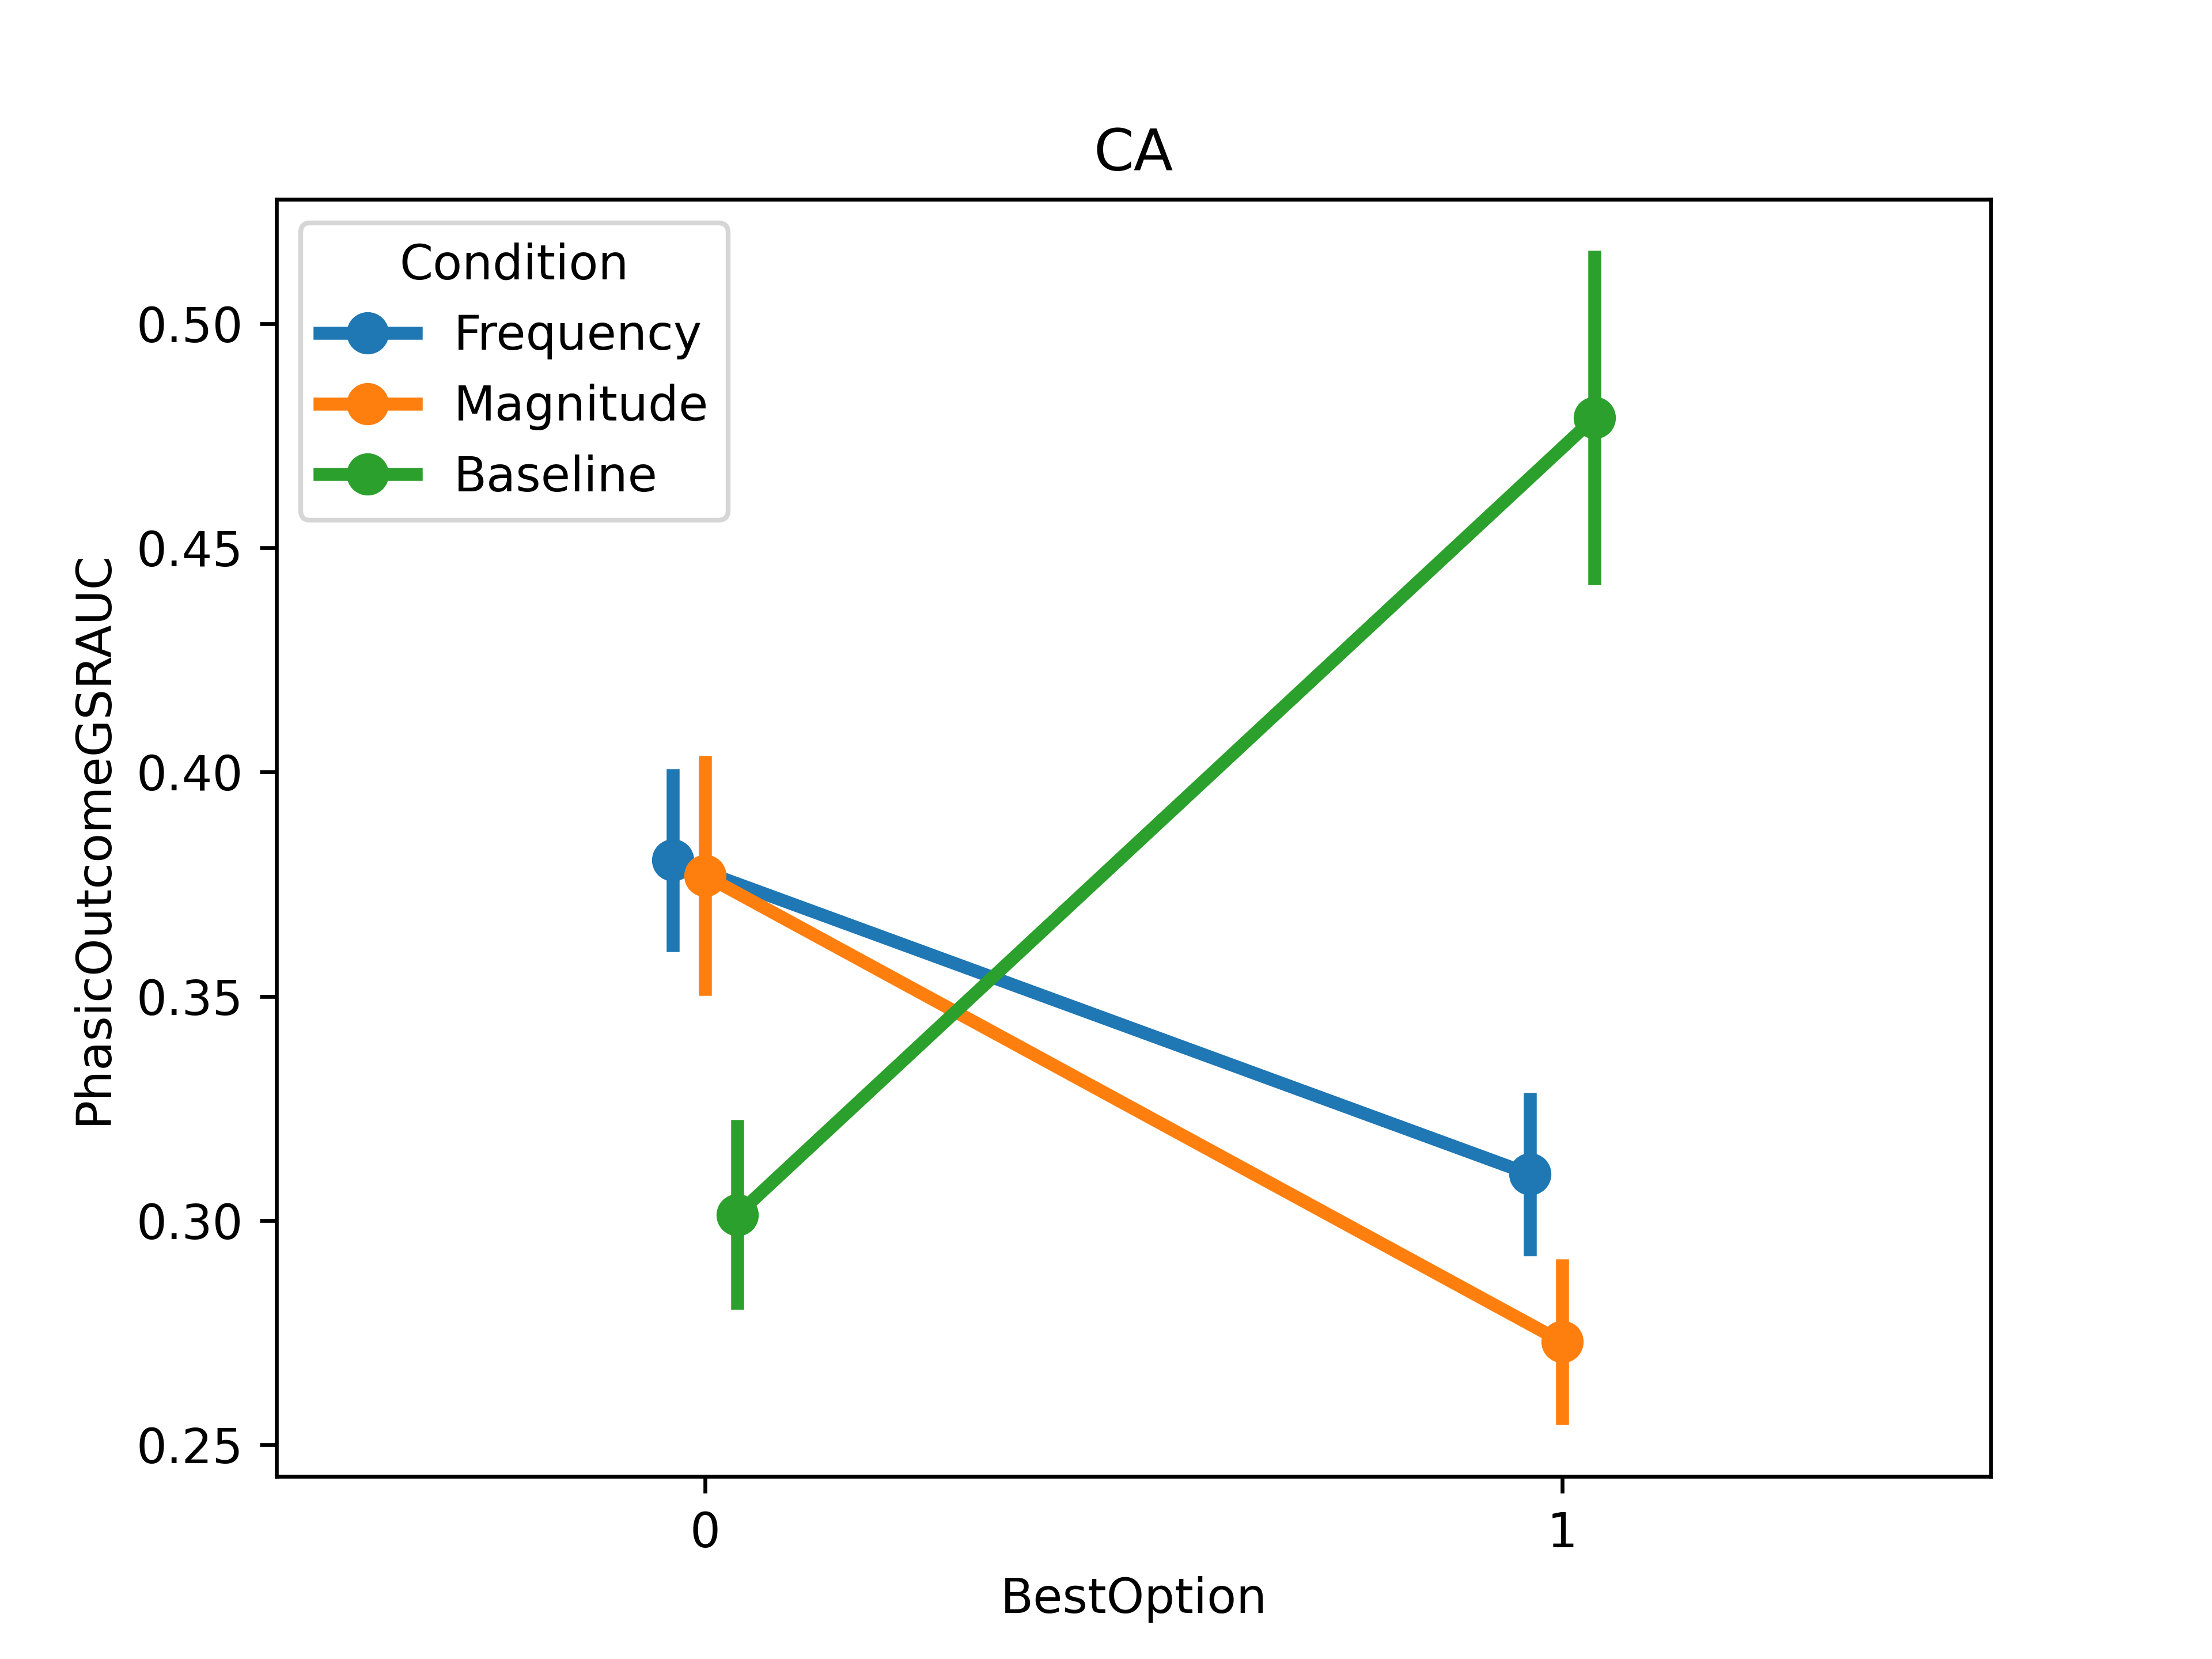 CA
Condition
Frequency
Magnitude
Baseline
PhasicOutcomeGSRAUC
0.50
0.45
0.40
0.35
0.30
0.25
0 1
BestOption